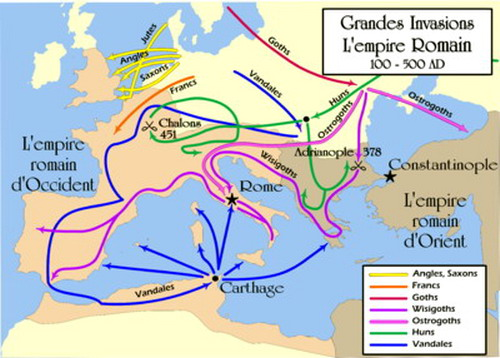 Grandes Invasions
L'empire Romain
100 - 500 AD
Jutes
Angles
Saxons
Goths
Vandales
Francs
Huns
Ostrogoths
Ostrogoths
Chalons
451
Wisigoths
Adrianople 378
Constantinople
L'empire
romain
d'Occident
Rome
L'empire
romain
d'Orient
Vandales
Carthage
Angles, Saxons
Francs
Goths
Wisigoths
Ostrogoths
Huns
Vandales